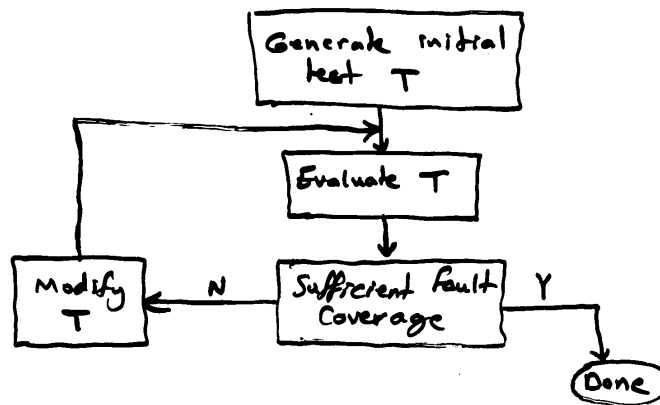 Generate initial
test T
Evaluate T
Sufficient fault
Coverage
Y
N
Modify
T
Done